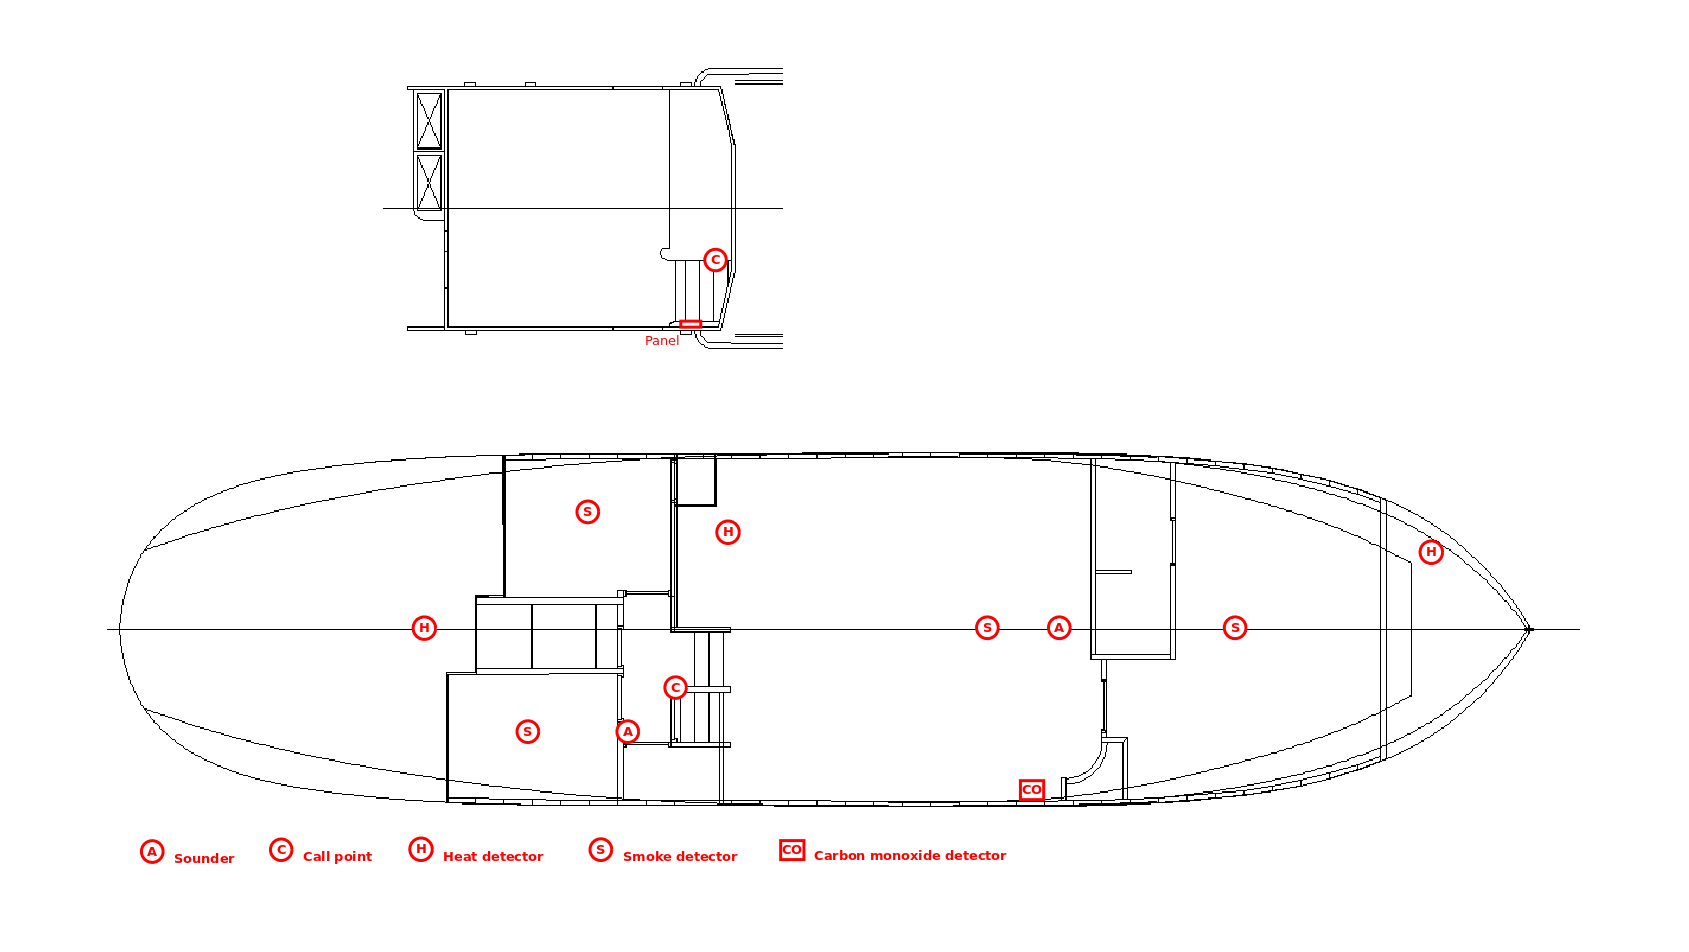 C
Panel
S
H
H
H
S
A
S
C
S
A
CO
A Sounder C Call point H Heat detector S Smoke detector CO Carbon monoxide detector